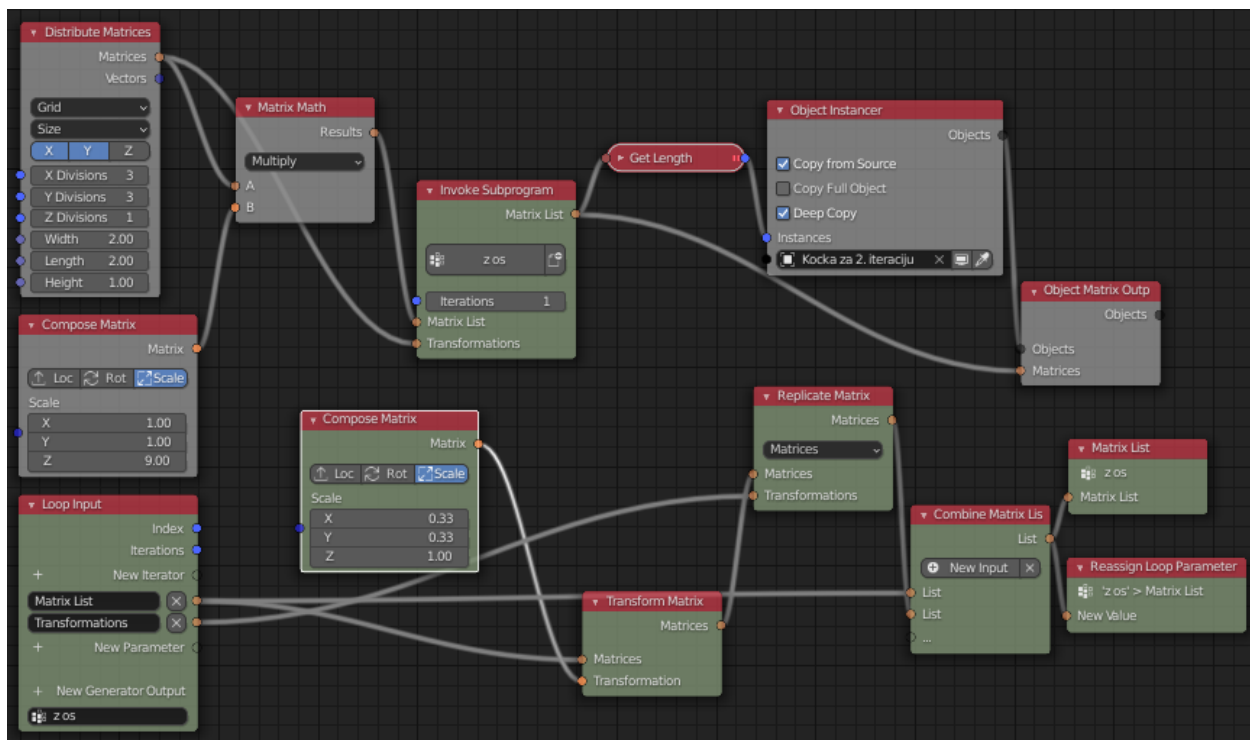 Distribute Matrices
Matrices
Vectors
Grid
Size
X Y Z
X Divisions 3
Y Divisions 3
Z Divisions 1
Width 2.00
Length 2.00
Height 1.00
Matrix Math
Results
Multiply
A
B
Invoke Subprogram
Matrix List
z os
Iterations 1
Matrix List
Transformations
Get Length
Object Instancer
Objects
Copy from Source
Copy Full Object
Deep Copy
Instances
Kocka za 2. iteraciju
Object Matrix Outp
Objects
Objects
Matrices
Compose Matrix
Matrix
Loc Rot Scale
Scale
X 1.00
Y 1.00
Z 9.00
Compose Matrix
Matrix
Loc Rot Scale
Scale
X 0.33
Y 0.33
Z 1.00
Loop Input
Index
Iterations
New Iterator
Matrix List
Transformations
New Parameter
New Generator Output
z os
Transform Matrix
Matrices
Matrices
Transformation
Replicate Matrix
Matrices
Matrices
Matrices
Transformations
Combine Matrix Lis
List
New Input
List
List
...
Matrix List
z os
Matrix List
Reassign Loop Parameter
'z os' > Matrix List
New Value